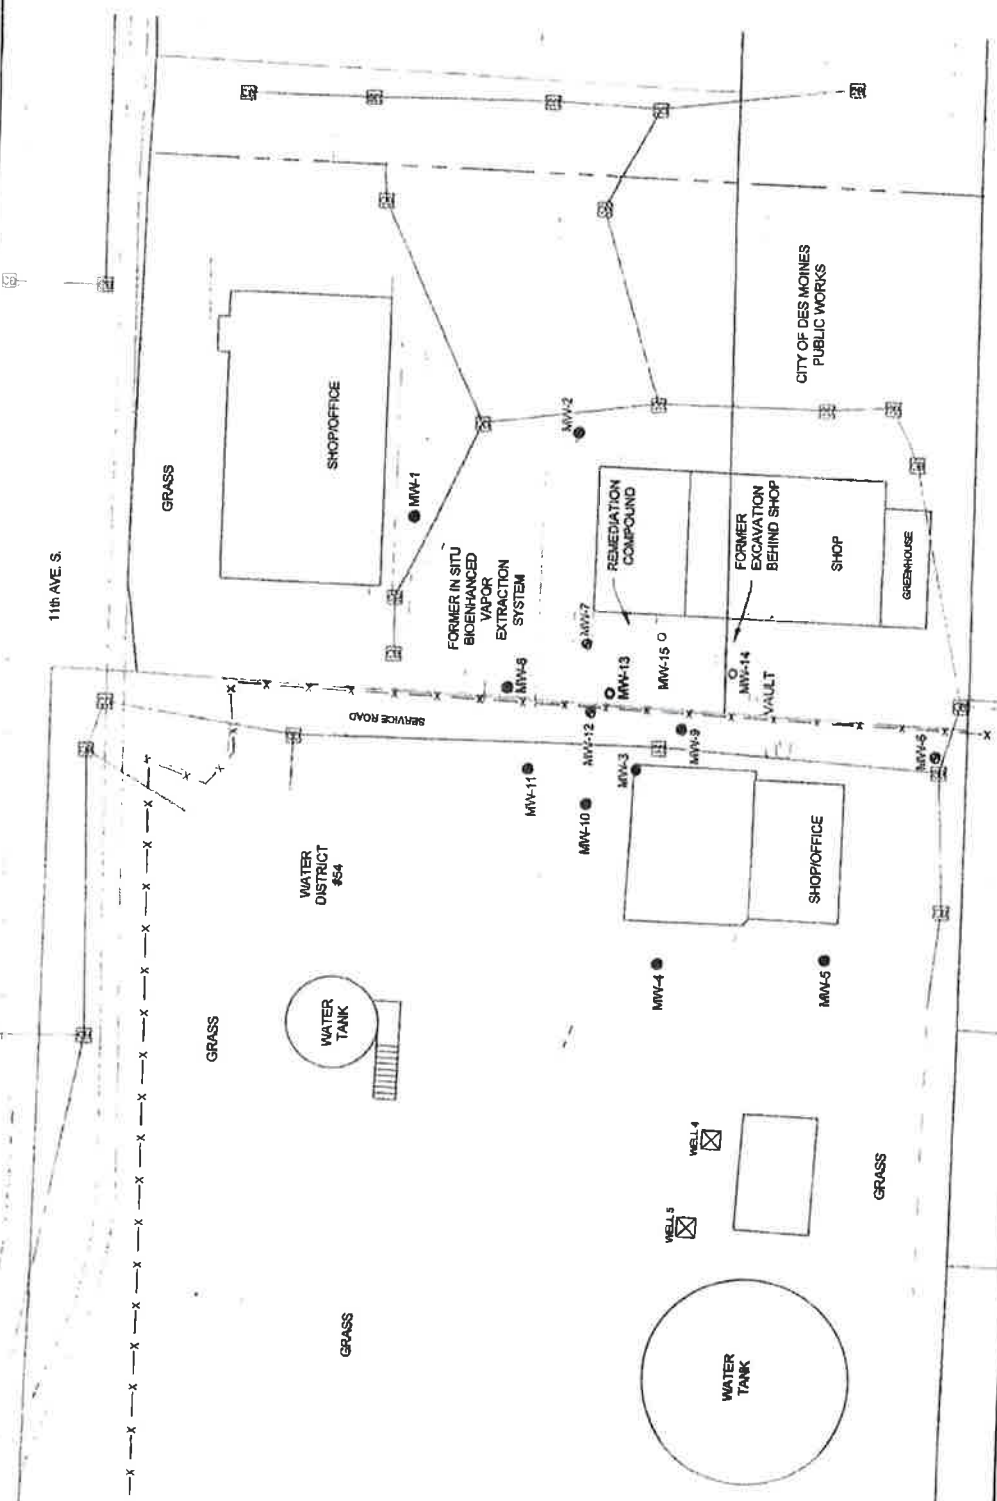 11th AVE. S.
GRASS
SHOP/OFFICE
MW-1
MW-2
CITY OF DES MOINES
PUBLIC WORKS
FORMER IN SITU
BIOENHANCED
VAPOR
EXTRACTION
SYSTEM
REMEDIATION
COMPOUND
FORMER
EXCAVATION
BEHIND SHOP
SHOP
GREENHOUSE
MW-7
MW-8
MW-13
MW-15
MW-14
VAULT
SERVICE ROAD
MW-12
MW-9
MW-6
MW-11
MW-3
MW-10
WATER
DISTRICT
#54
SHOP/OFFICE
MW-4
MW-5
WATER
TANK
GRASS
WELL 4
WELL 5
GRASS
GRASS
WATER
TANK